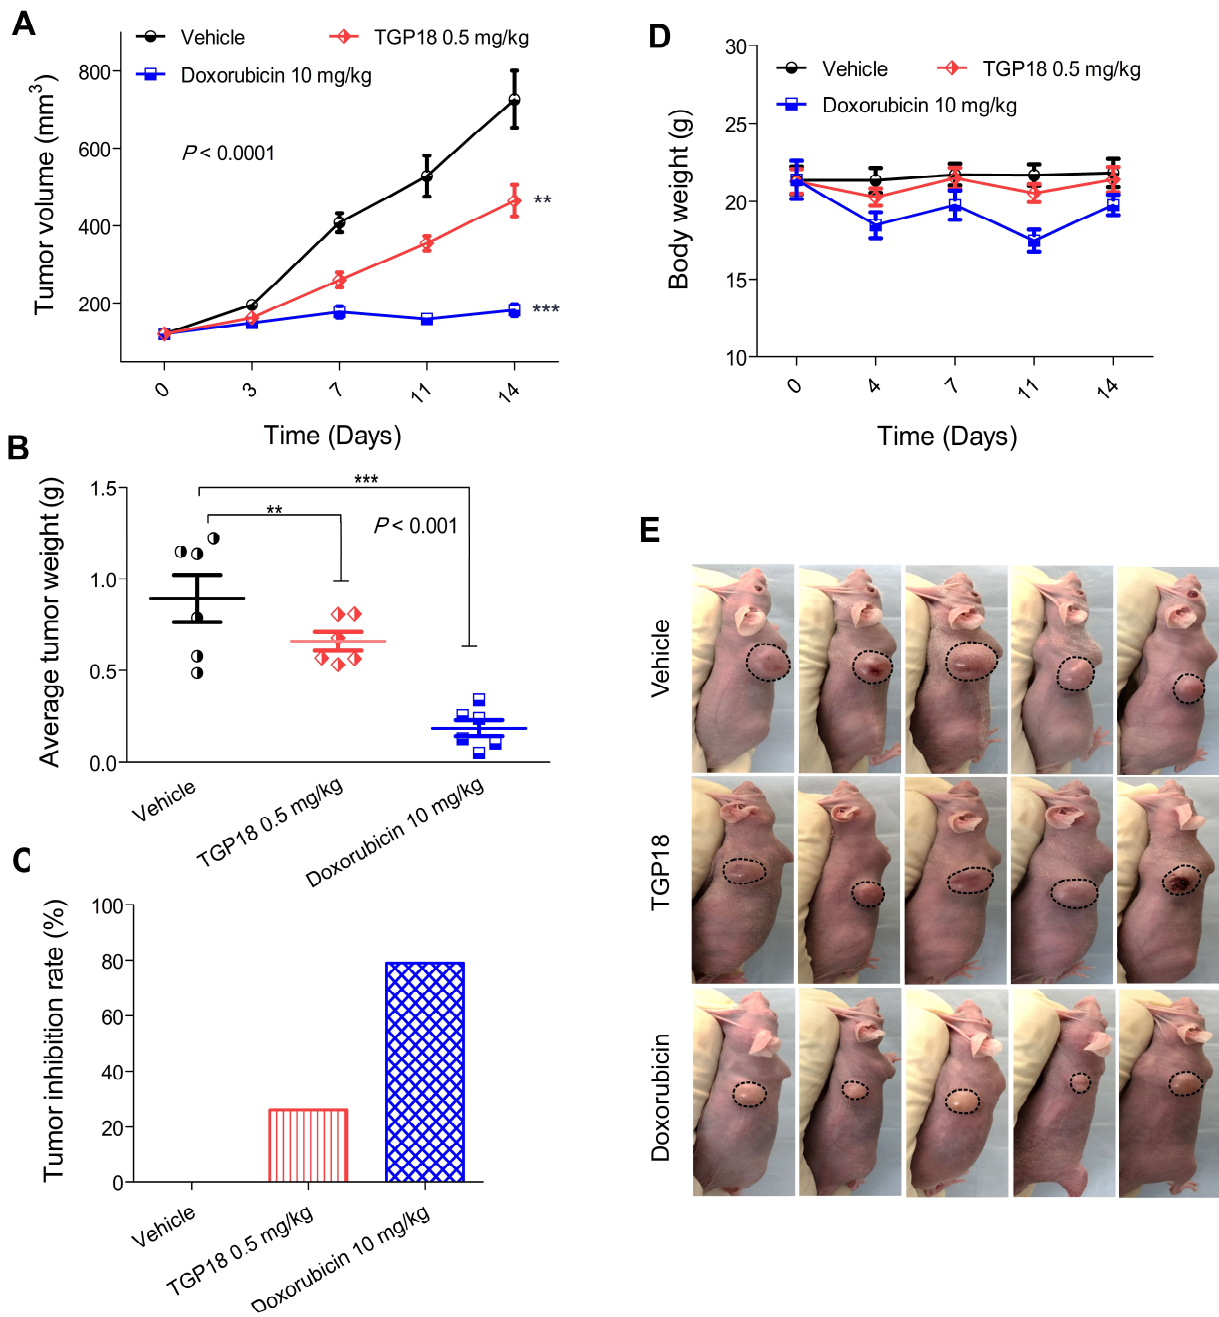 A
Vehicle
TGP18 0.5 mg/kg
Doxorubicin 10 mg/kg
P < 0.0001
Tumor volume (mm3)
800
600
400
200
**
***
0
3
7
11
14
Time (Days)
B
Average tumor weight (g)
1.5
1.0
0.5
0.0
***
**
P < 0.001
Vehicle
TGP18 0.5 mg/kg
Doxorubicin 10 mg/kg
C
Tumor inhibition rate (%)
100
80
60
40
20
0
Vehicle
TGP18 0.5 mg/kg
Doxorubicin 10 mg/kg
D
Vehicle
TGP18 0.5 mg/kg
Doxorubicin 10 mg/kg
Body weight (g)
30
25
20
15
10
0
4
7
11
14
Time (Days)
E
Vehicle
TGP18
Doxorubicin